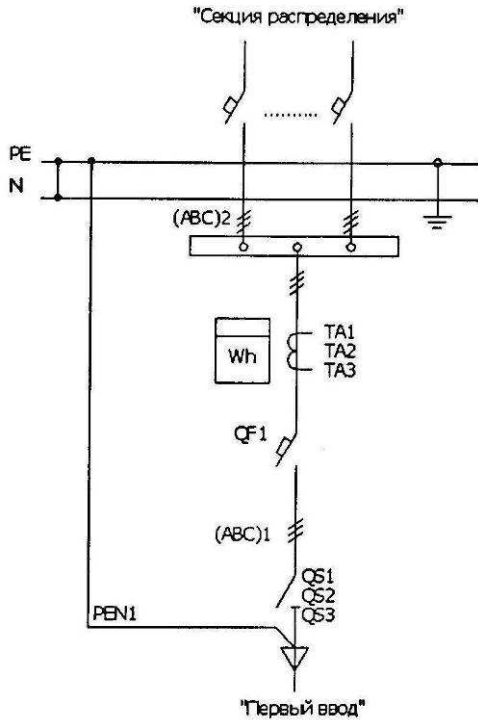 "Секция распределения"
PE
N
(ABC)2
Wh
TA1
TA2
TA3
QF1
(ABC)1
QS1
QS2
QS3
PEN1
"Первый ввод"